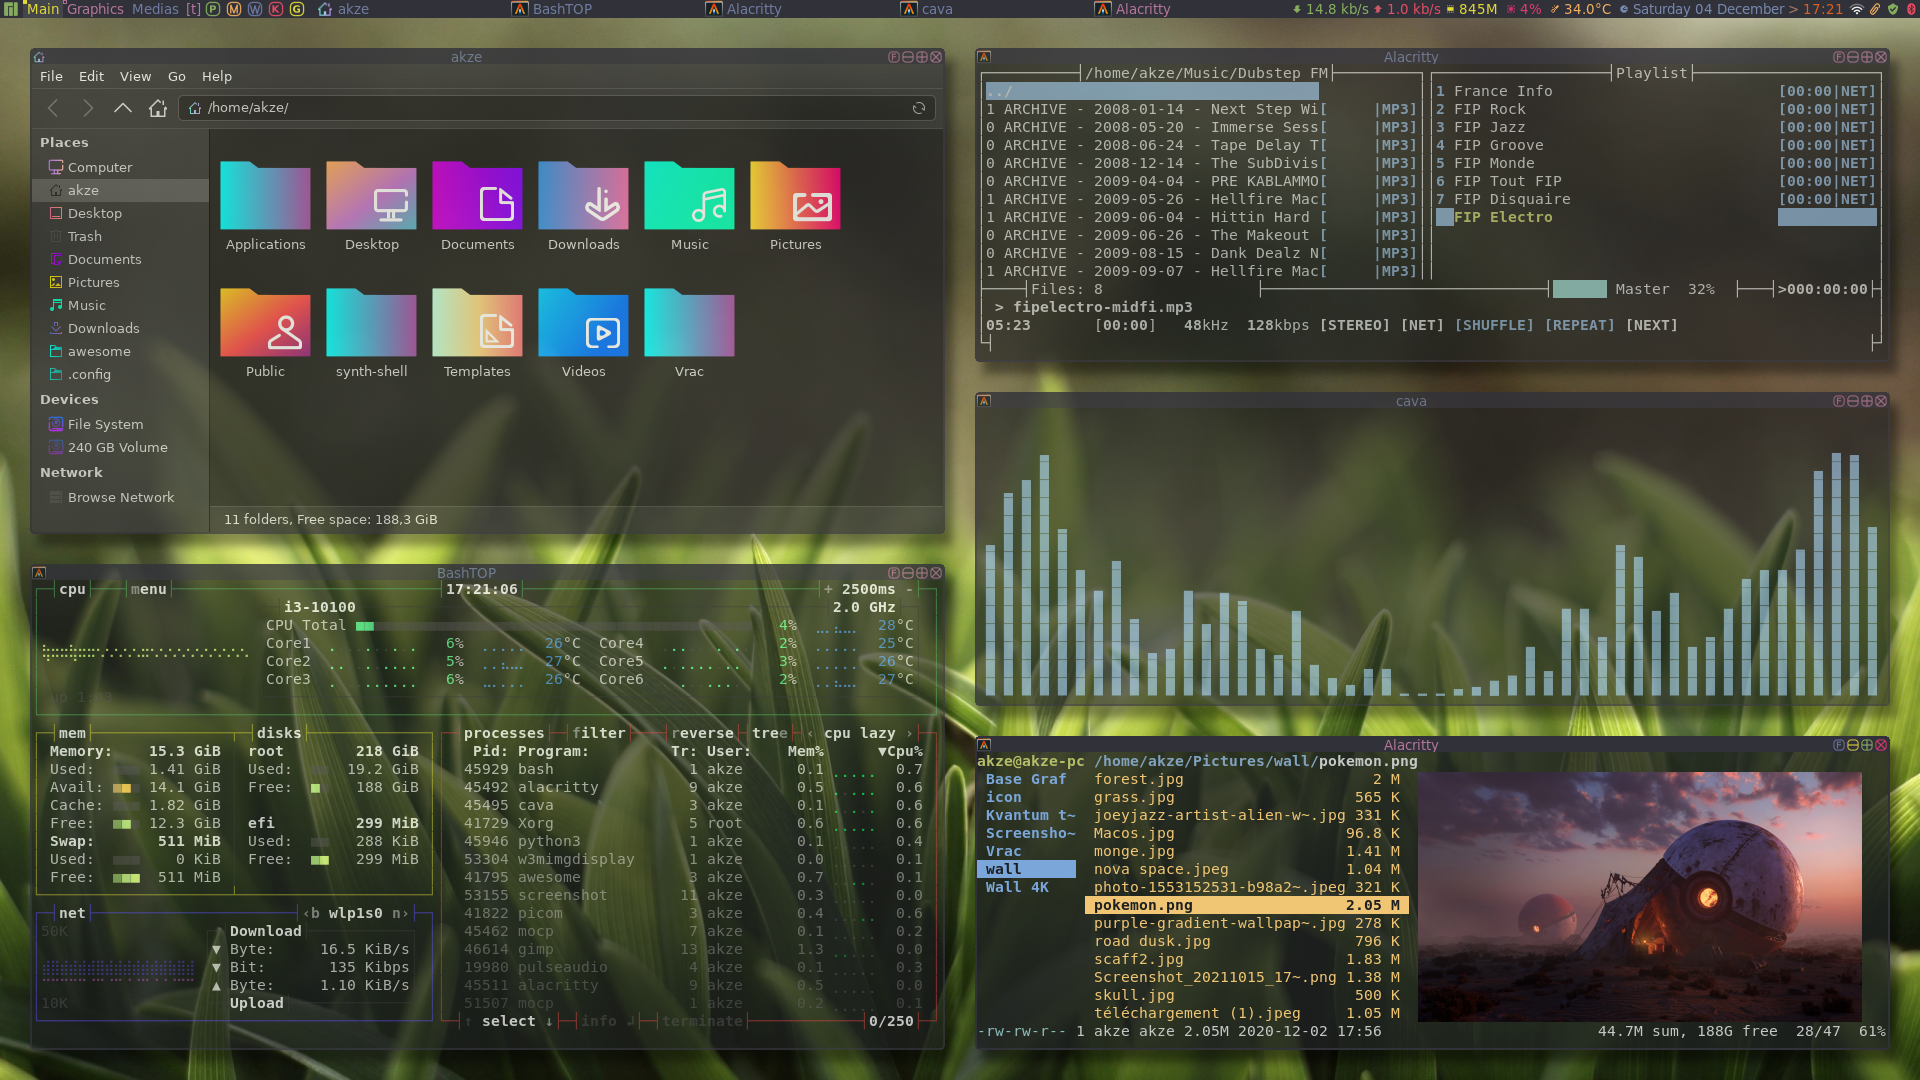 Main Graphics Medias [t] P M W K G akze BashTOP Alacritty cava Alacritty 14.8 kb/s 1.0 kb/s 845M 4% 34.0°C Saturday 04 December > 17:21
akze
File Edit View Go Help
/home/akze/
Places
Computer
akze
Desktop
Trash
Documents
Pictures
Music
Downloads
awesome
.config
Devices
File System
240 GB Volume
Network
Browse Network
Applications Desktop Documents Downloads Music Pictures
Public synth-shell Templates Videos Vrac
11 folders, Free space: 188,3 GiB
Alacritty
/home/akze/Music/Dubstep FM
../
1 ARCHIVE - 2008-01-14 - Next Step Wi[ |MP3]
0 ARCHIVE - 2008-05-20 - Immerse Sess[ |MP3]
0 ARCHIVE - 2008-06-24 - Tape Delay T[ |MP3]
0 ARCHIVE - 2008-12-14 - The SubDivis[ |MP3]
0 ARCHIVE - 2009-04-04 - PRE KABLAMMO[ |MP3]
1 ARCHIVE - 2009-05-26 - Hellfire Mac[ |MP3]
1 ARCHIVE - 2009-06-04 - Hittin Hard [ |MP3]
0 ARCHIVE - 2009-06-26 - The Makeout [ |MP3]
0 ARCHIVE - 2009-08-15 - Dank Dealz N[ |MP3]
1 ARCHIVE - 2009-09-07 - Hellfire Mac[ |MP3]
Playlist
1 France Info [00:00|NET]
2 FIP Rock [00:00|NET]
3 FIP Jazz [00:00|NET]
4 FIP Groove [00:00|NET]
5 FIP Monde [00:00|NET]
6 FIP Tout FIP [00:00|NET]
7 FIP Disquaire [00:00|NET]
FIP Electro
Files: 8 Master 32% >000:00:00
> fipelectro-midfi.mp3
05:23 [00:00] 48kHz 128kbps [STEREO] [NET] [SHUFFLE] [REPEAT] [NEXT]
cava
BashTOP
cpu menu 17:21:06 + 2500ms -
i3-10100 2.0 GHz
CPU Total 4% 28°C
Core1 6% 26°C Core4 2% 25°C
Core2 5% 27°C Core5 3% 26°C
Core3 6% 26°C Core6 2% 27°C
mem
Memory: 15.3 GiB
Used: 1.41 GiB
Avail: 14.1 GiB
Cache: 1.82 GiB
Free: 12.3 GiB
Swap: 511 MiB
Used: 0 KiB
Free: 511 MiB
disks
root 218 GiB
Used: 19.2 GiB
Free: 188 GiB
efi 299 MiB
Used: 288 KiB
Free: 299 MiB
net ‹b wlp1s0 n›
50K
Download
▼ Byte: 16.5 KiB/s
▼ Bit: 135 Kibps
▲ Byte: 1.10 KiB/s
Upload
10K
processes filter reverse tree ‹ cpu lazy ›
Pid: Program: Tr: User: Mem% ▼Cpu%
45929 bash 1 akze 0.1 0.7
45492 alacritty 9 akze 0.5 0.6
45495 cava 3 akze 0.1 0.6
41729 Xorg 5 root 0.6 0.6
45946 python3 1 akze 0.1 0.4
53304 w3mimgdisplay 1 akze 0.0 0.1
41795 awesome 3 akze 0.7 0.1
53155 screenshot 11 akze 0.3 0.0
41822 picom 3 akze 0.4 0.6
45462 mocp 7 akze 0.1 0.2
46614 gimp 13 akze 1.3 0.0
19980 pulseaudio 4 akze 0.1 0.3
45511 alacritty 9 akze 0.5 0.0
51507 mocp 1 akze 0.2 0.1
↑ select ↓ info ↲ terminate 0/250
Alacritty
akze@akze-pc /home/akze/Pictures/wall/pokemon.png
Base Graf
icon
Kvantum t~
Screensho~
Vrac
wall
Wall 4K
forest.jpg 2 M
grass.jpg 565 K
joeyjazz-artist-alien-w~.jpg 331 K
Macos.jpg 96.8 K
monge.jpg 1.41 M
nova space.jpeg 1.04 M
photo-1553152531-b98a2~.jpeg 321 K
pokemon.png 2.05 M
purple-gradient-wallpap~.jpg 278 K
road dusk.jpg 796 K
scaff2.jpg 1.83 M
Screenshot_20211015_17~.png 1.38 M
skull.jpg 500 K
téléchargement (1).jpeg 1.05 M
-rw-rw-r-- 1 akze akze 2.05M 2020-12-02 17:56 44.7M sum, 188G free 28/47 61%